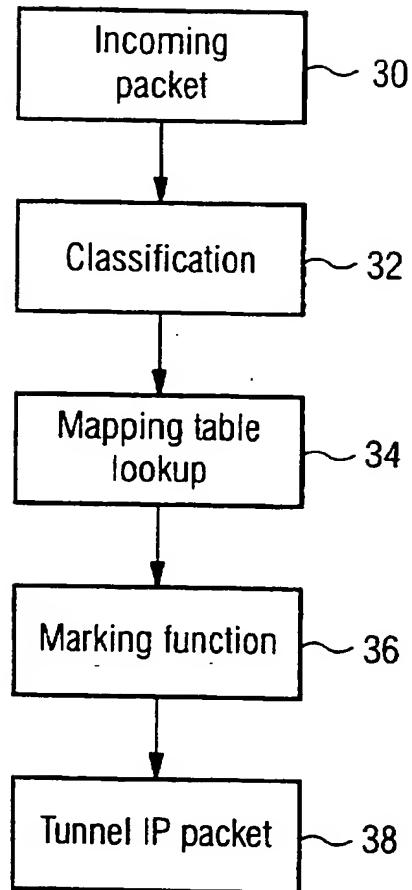 Incoming
packet
30
Classification
32
Mapping table
lookup
34
Marking function
36
Tunnel IP packet
38